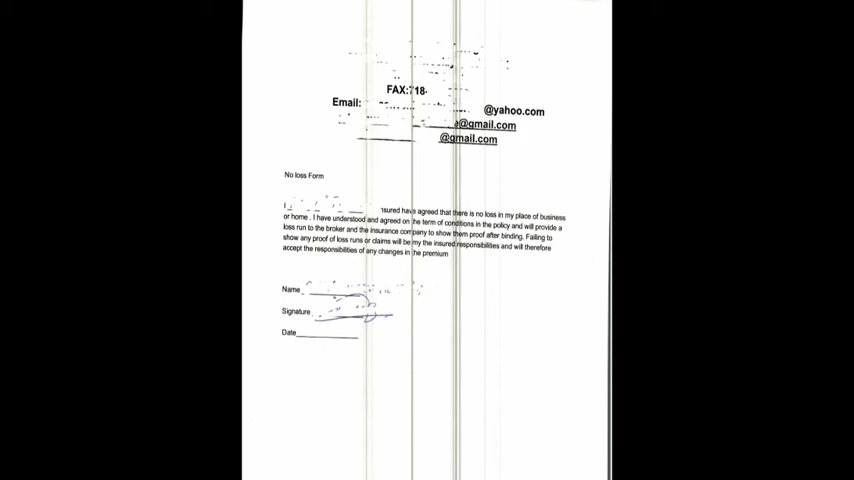 FAX:718-
Email: @yahoo.com
@gmail.com
@gmail.com
No loss Form
I nsured have agreed that there is no loss in my place of business
or home . I have understood and agreed on the term of conditions in the policy and will provide a
loss run to the broker and the insurance company to show them proof after binding. Failing to
show any proof of loss runs or claims will be my the insured responsibilities and will therefore
accept the responsibilities of any changes in the premium
Name
Signature
Date